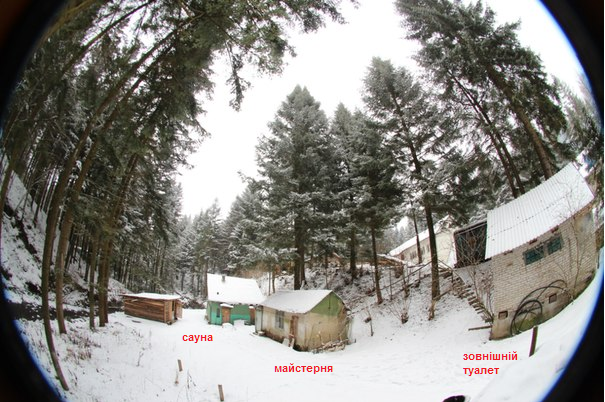 сауна
майстерня
зовнішній
туалет